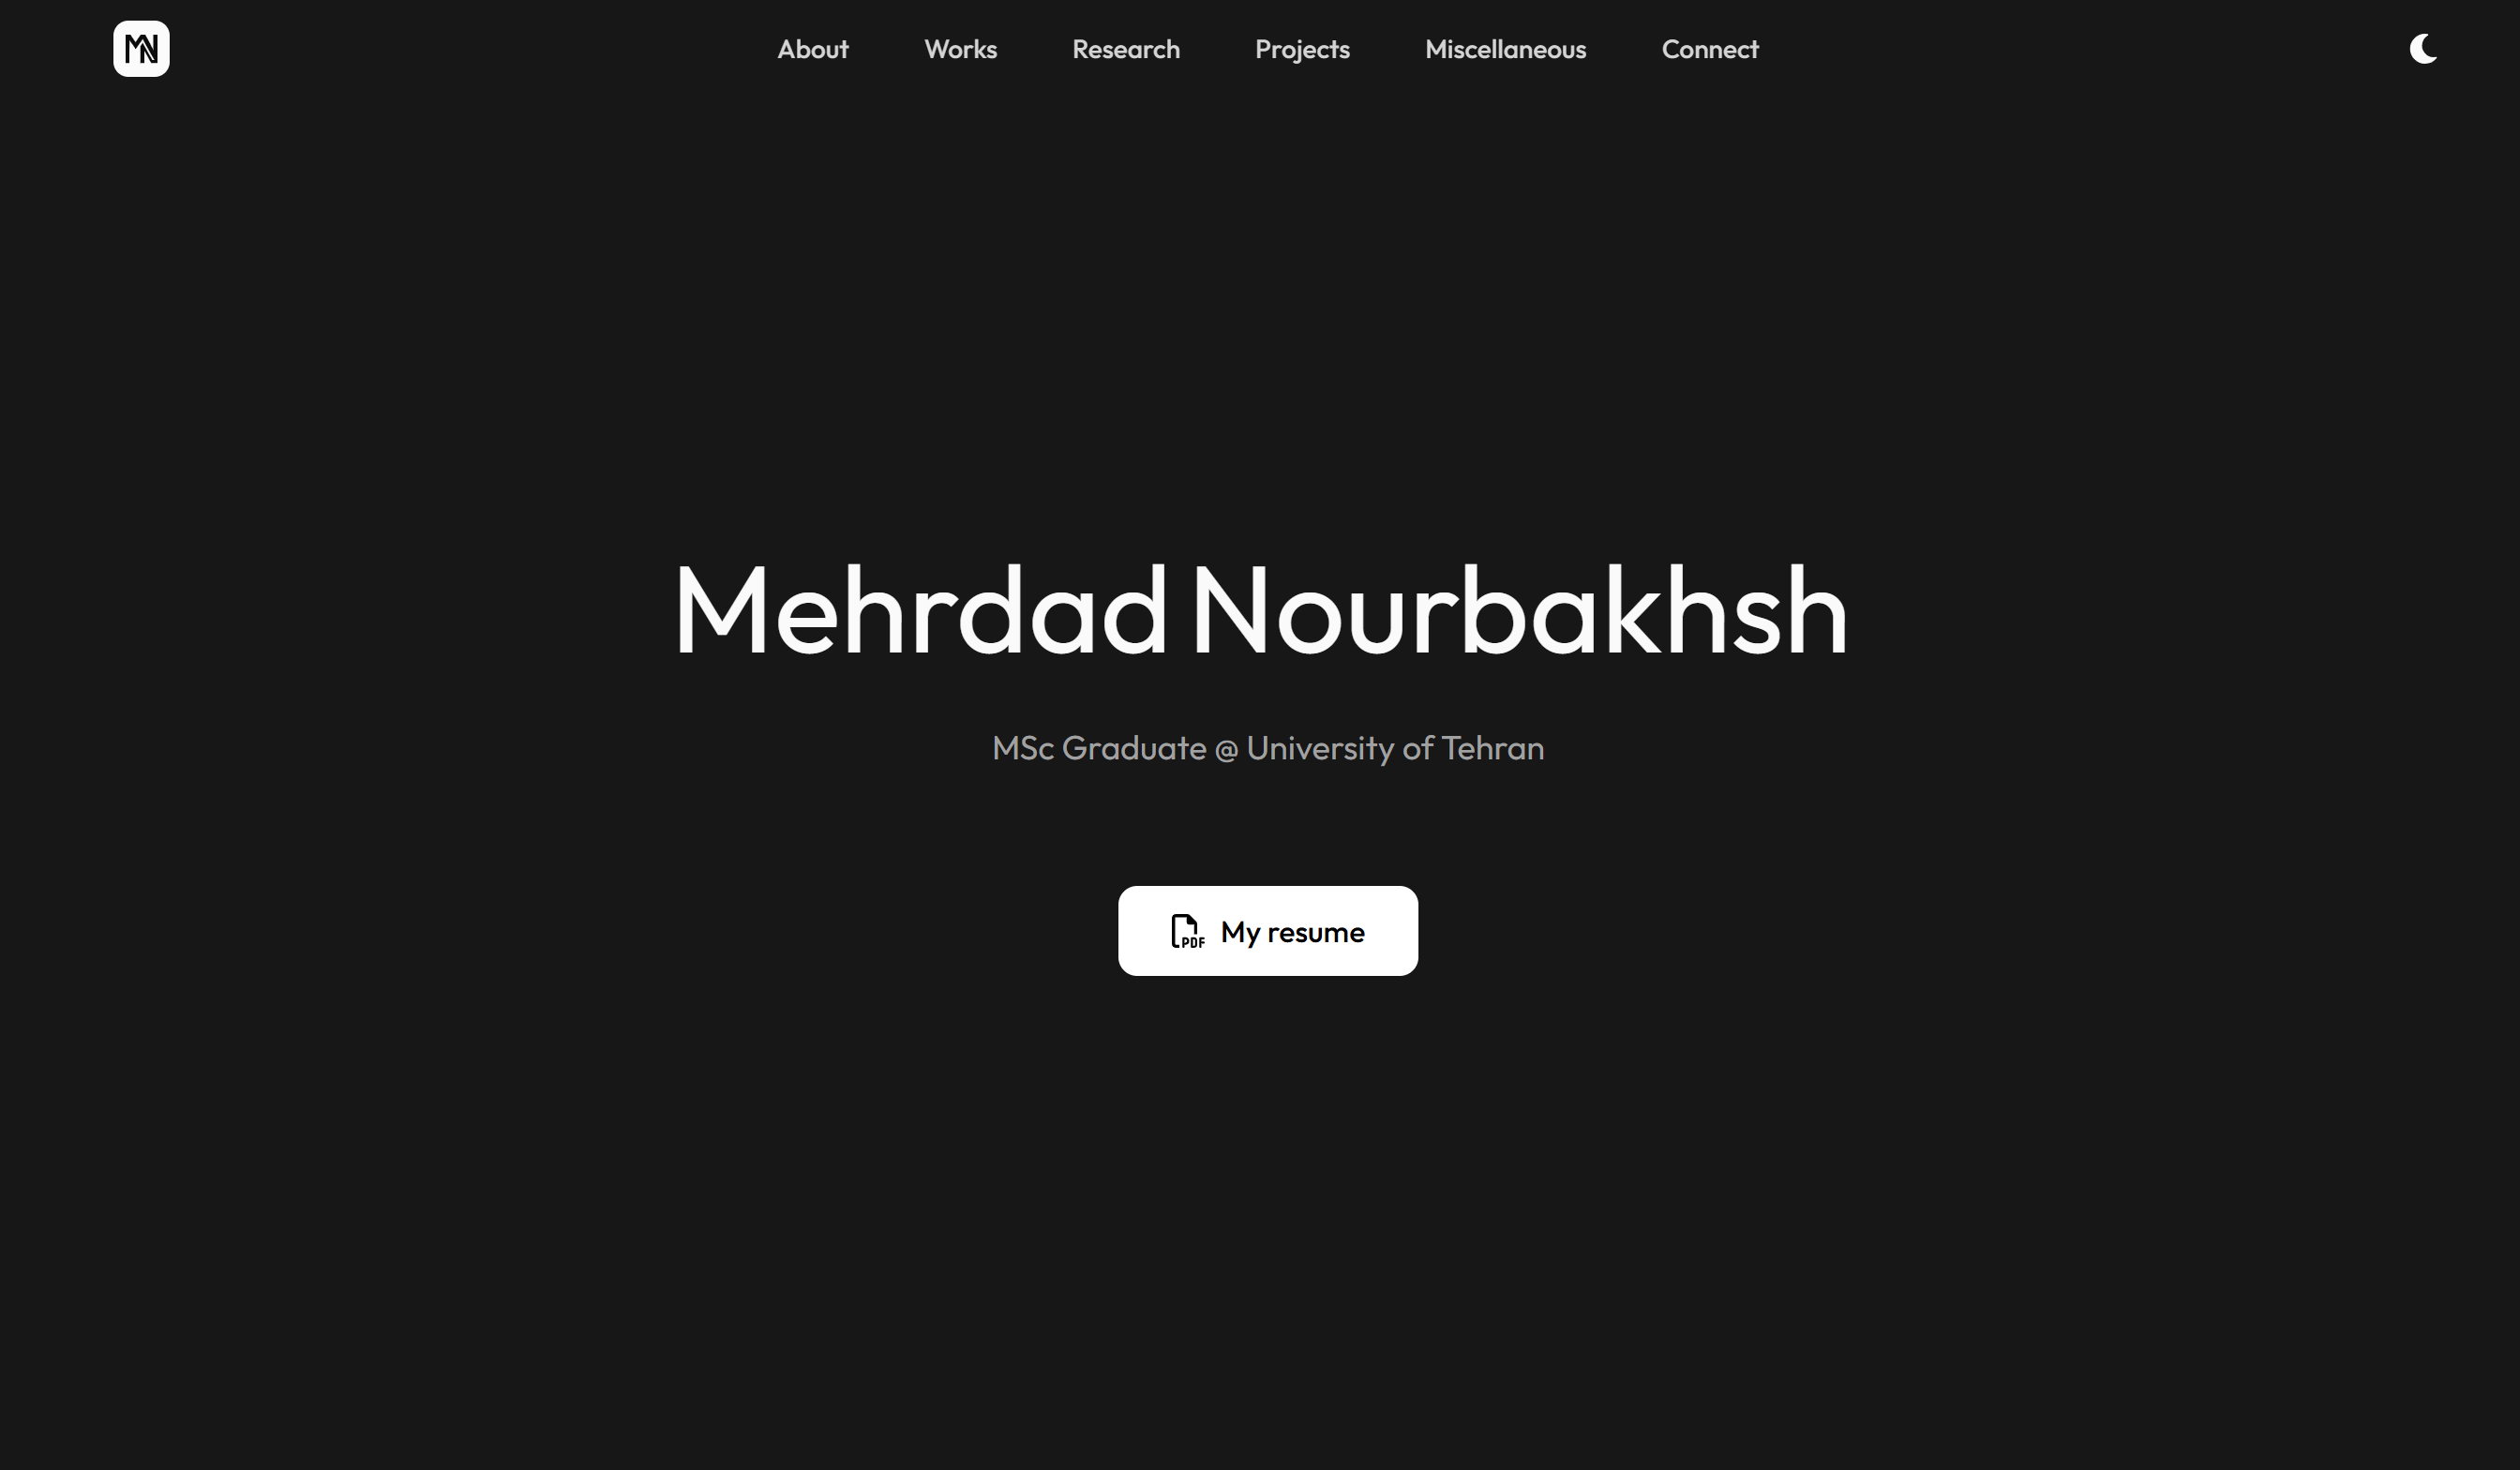 MN
About Works Research Projects Miscellaneous Connect
Mehrdad Nourbakhsh
MSc Graduate @ University of Tehran
PDF My resume